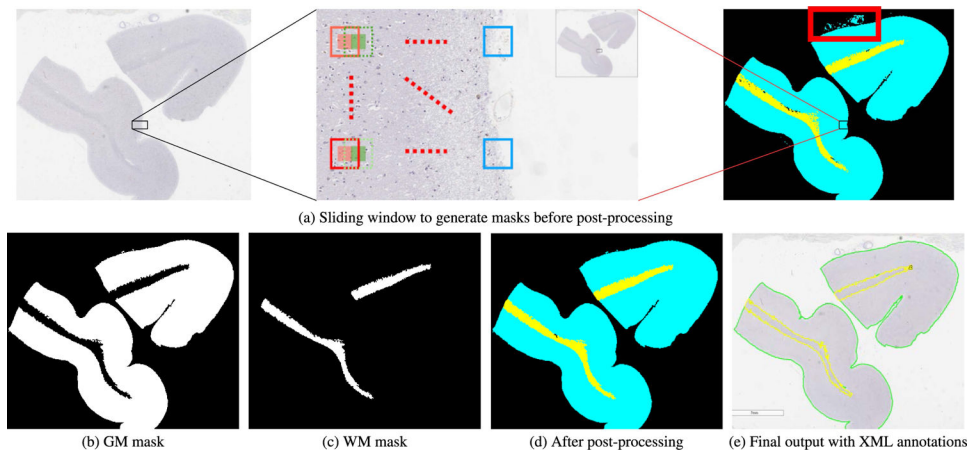 (a) Sliding window to generate masks before post-processing
(b) GM mask
(c) WM mask
(d) After post-processing
(e) Final output with XML annotations